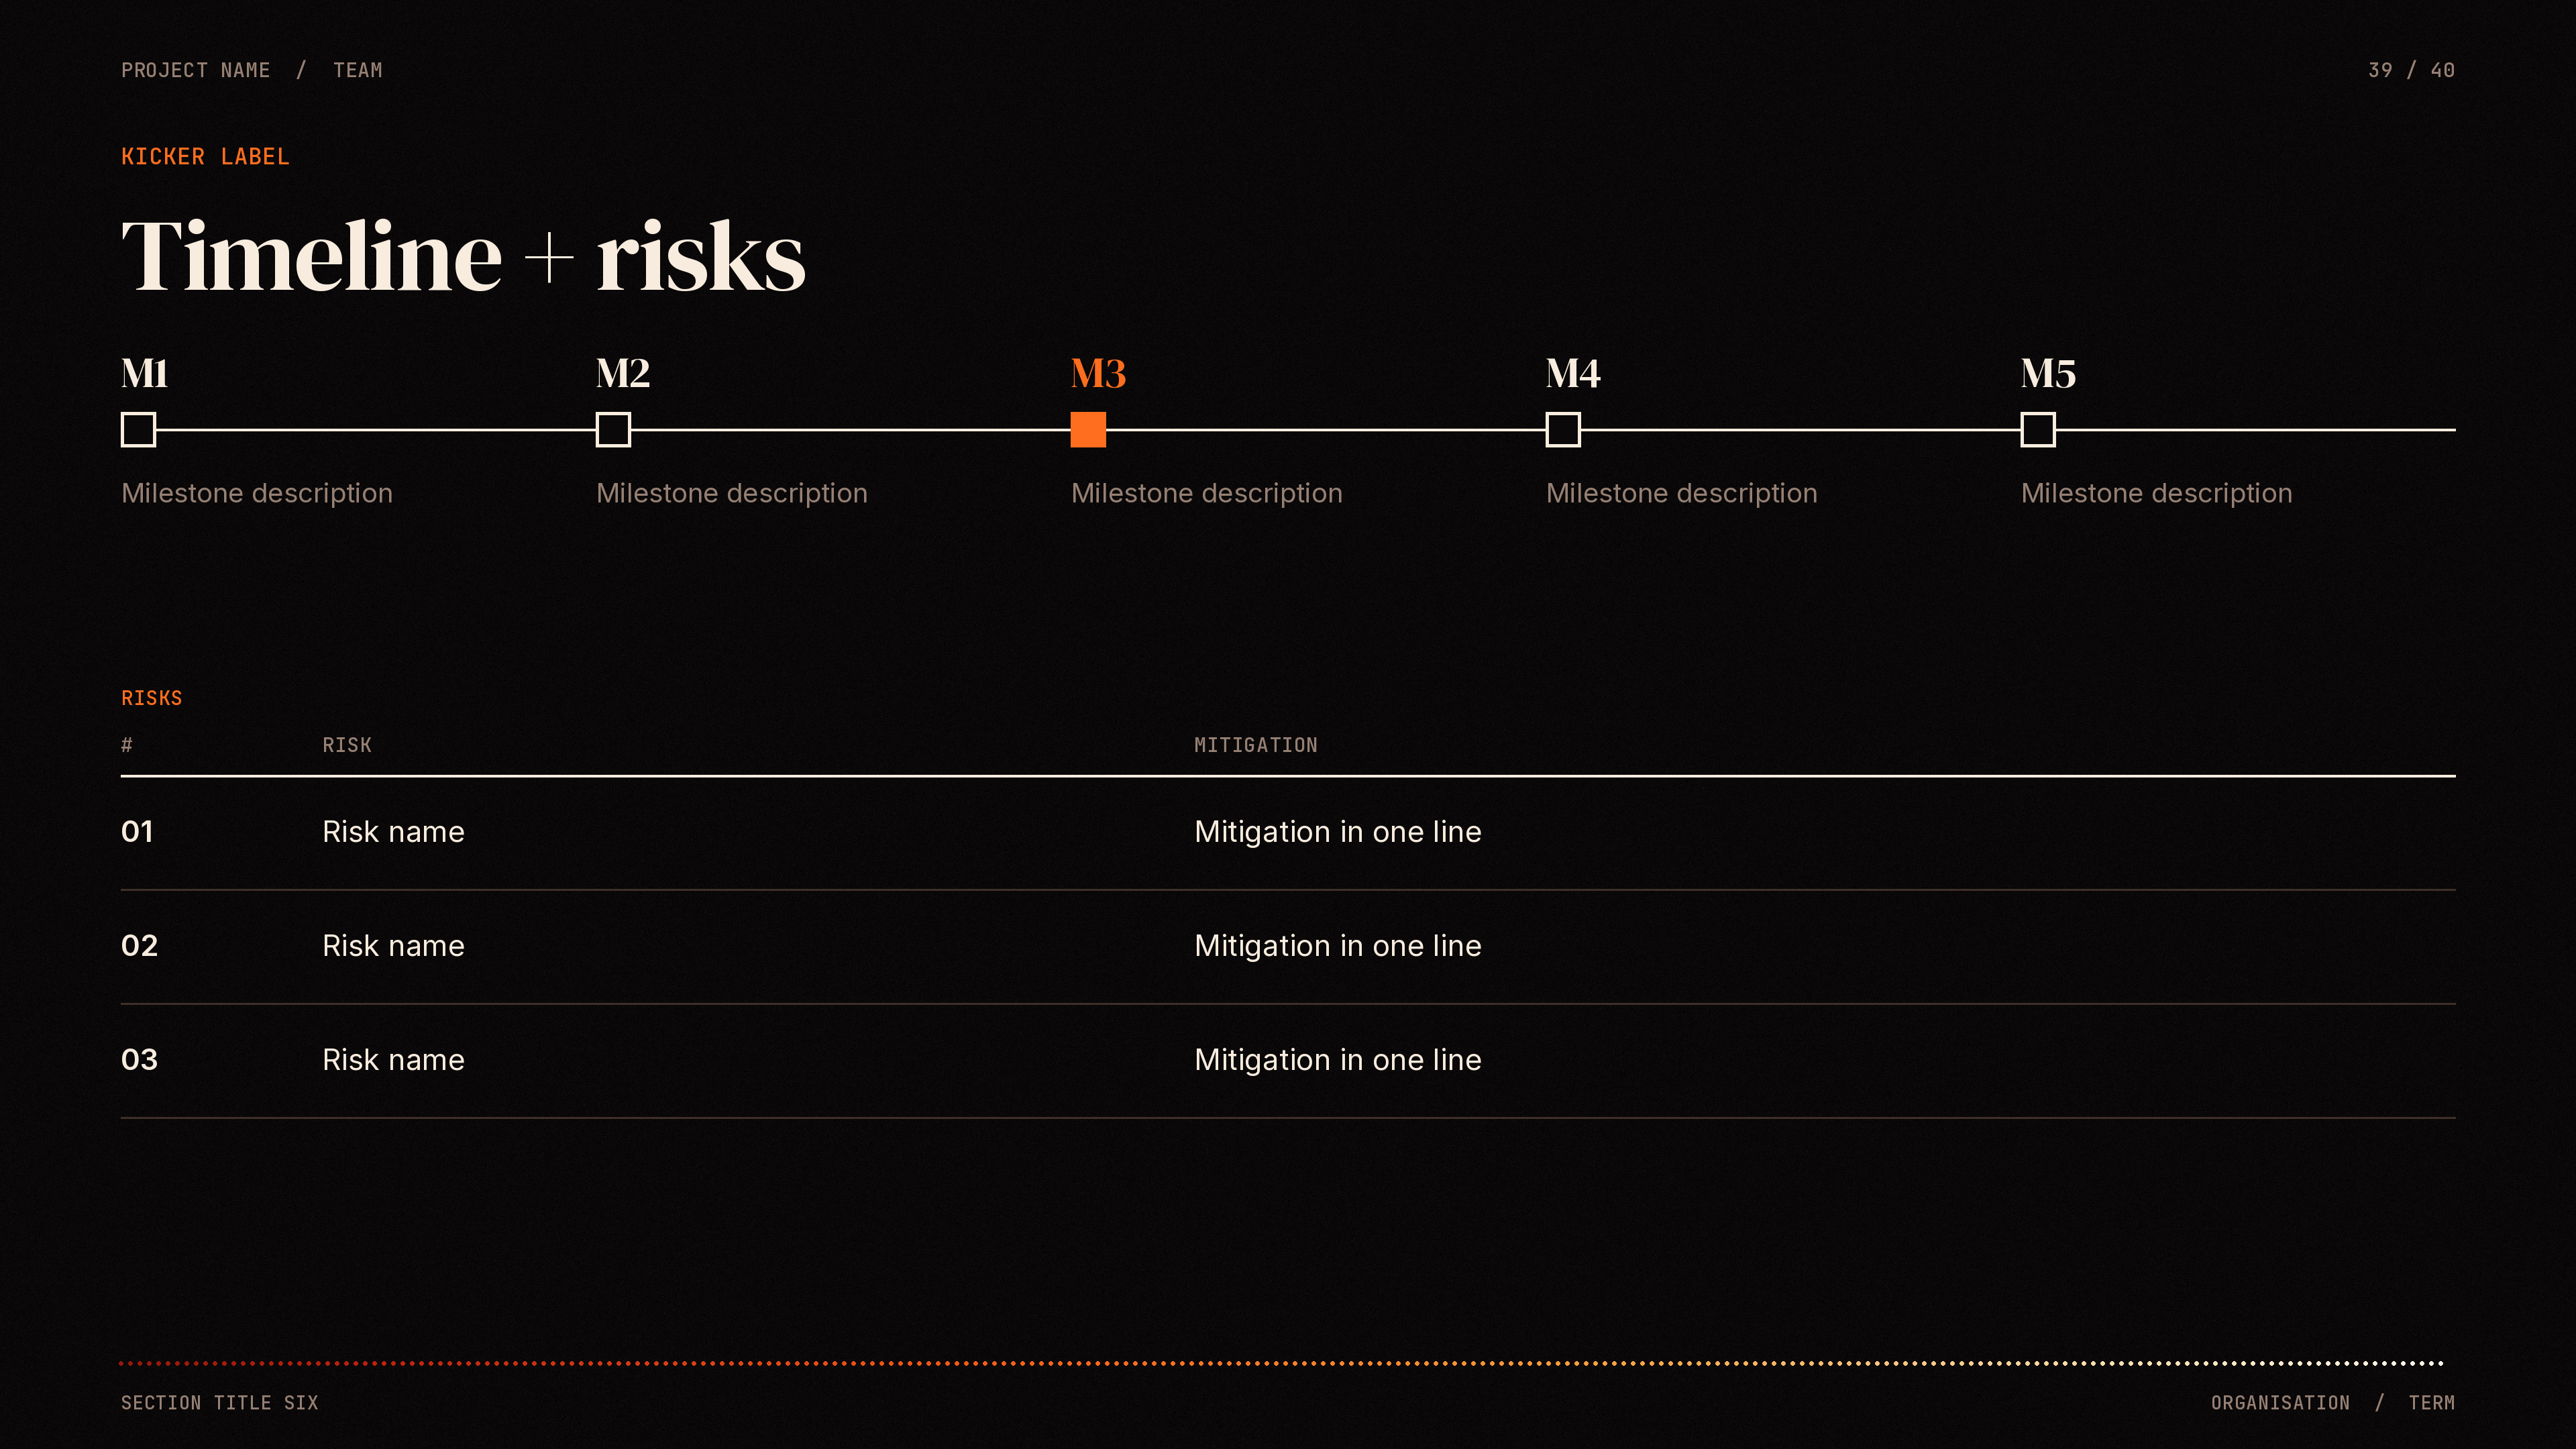 PROJECT NAME / TEAM
39 / 40
KICKER LABEL
Timeline + risks
M1 M2 M3 M4 M5
Milestone description Milestone description Milestone description Milestone description Milestone description
RISKS
# RISK MITIGATION
01 Risk name Mitigation in one line
02 Risk name Mitigation in one line
03 Risk name Mitigation in one line
SECTION TITLE SIX
ORGANISATION / TERM